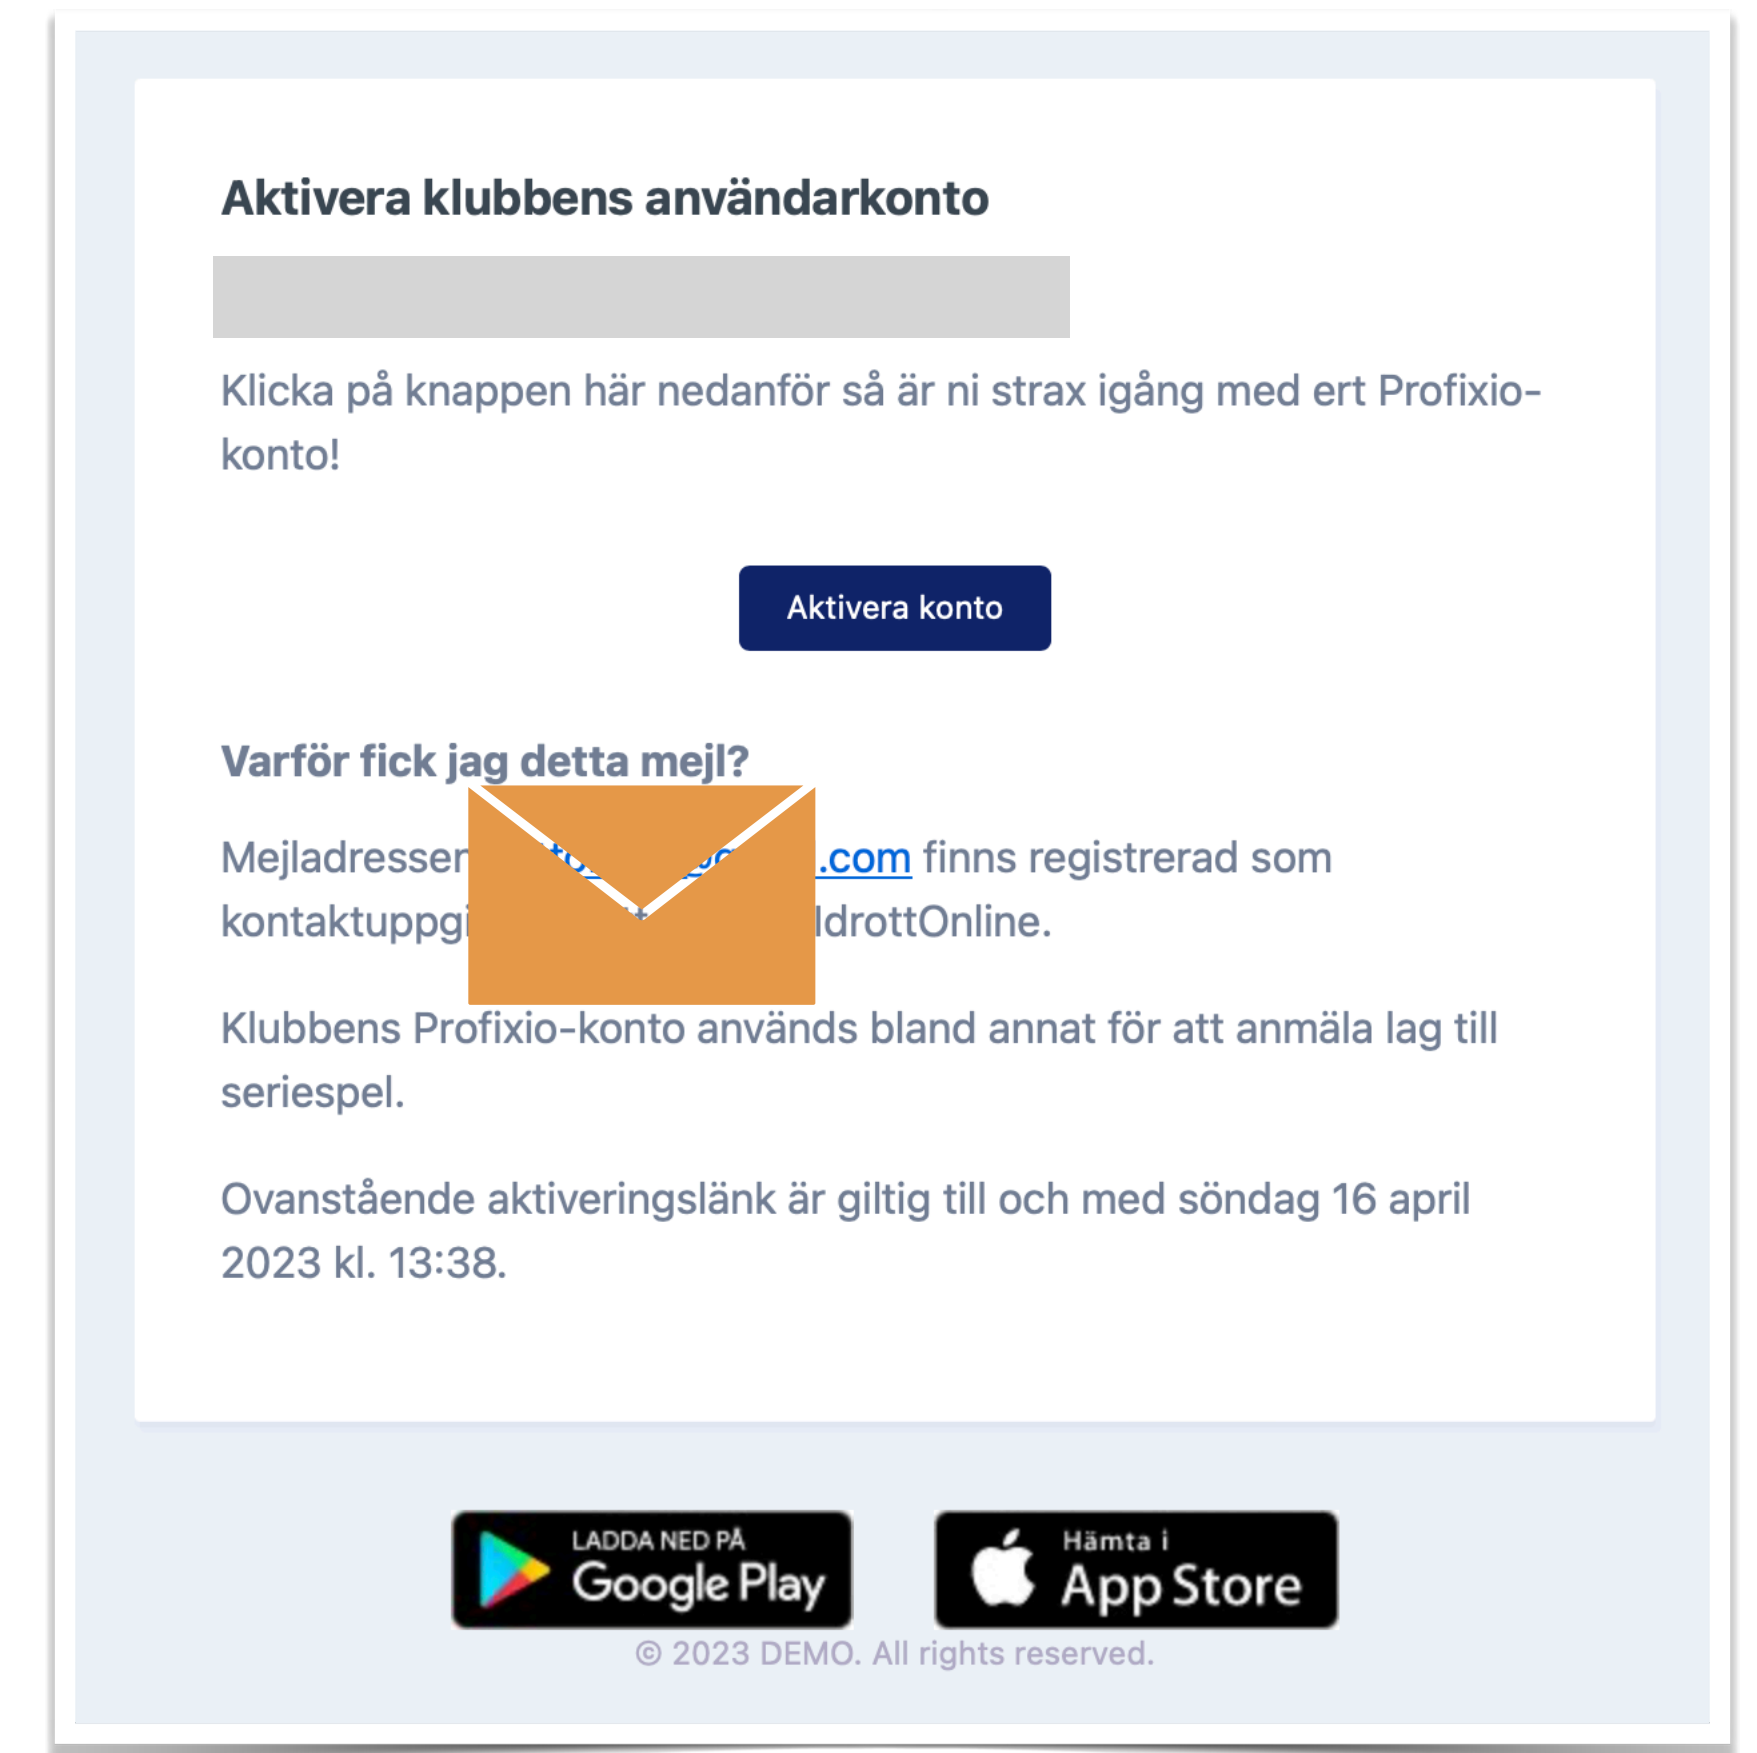 Aktivera klubbens användarkonto
Klicka på knappen här nedanför så är ni strax igång med ert Profixio-
konto!
Aktivera konto
Varför fick jag detta mejl?
.com finns registrerad som
IdrottOnline.
Klubbens Profixio-konto används bland annat för att anmäla lag till
seriespel.
Ovanstående aktiveringslänk är giltig till och med söndag 16 april
2023 kl. 13:38.
LADDA NED PÅ
Google Play
Hämta i
App Store
© 2023 DEMO. All rights reserved.